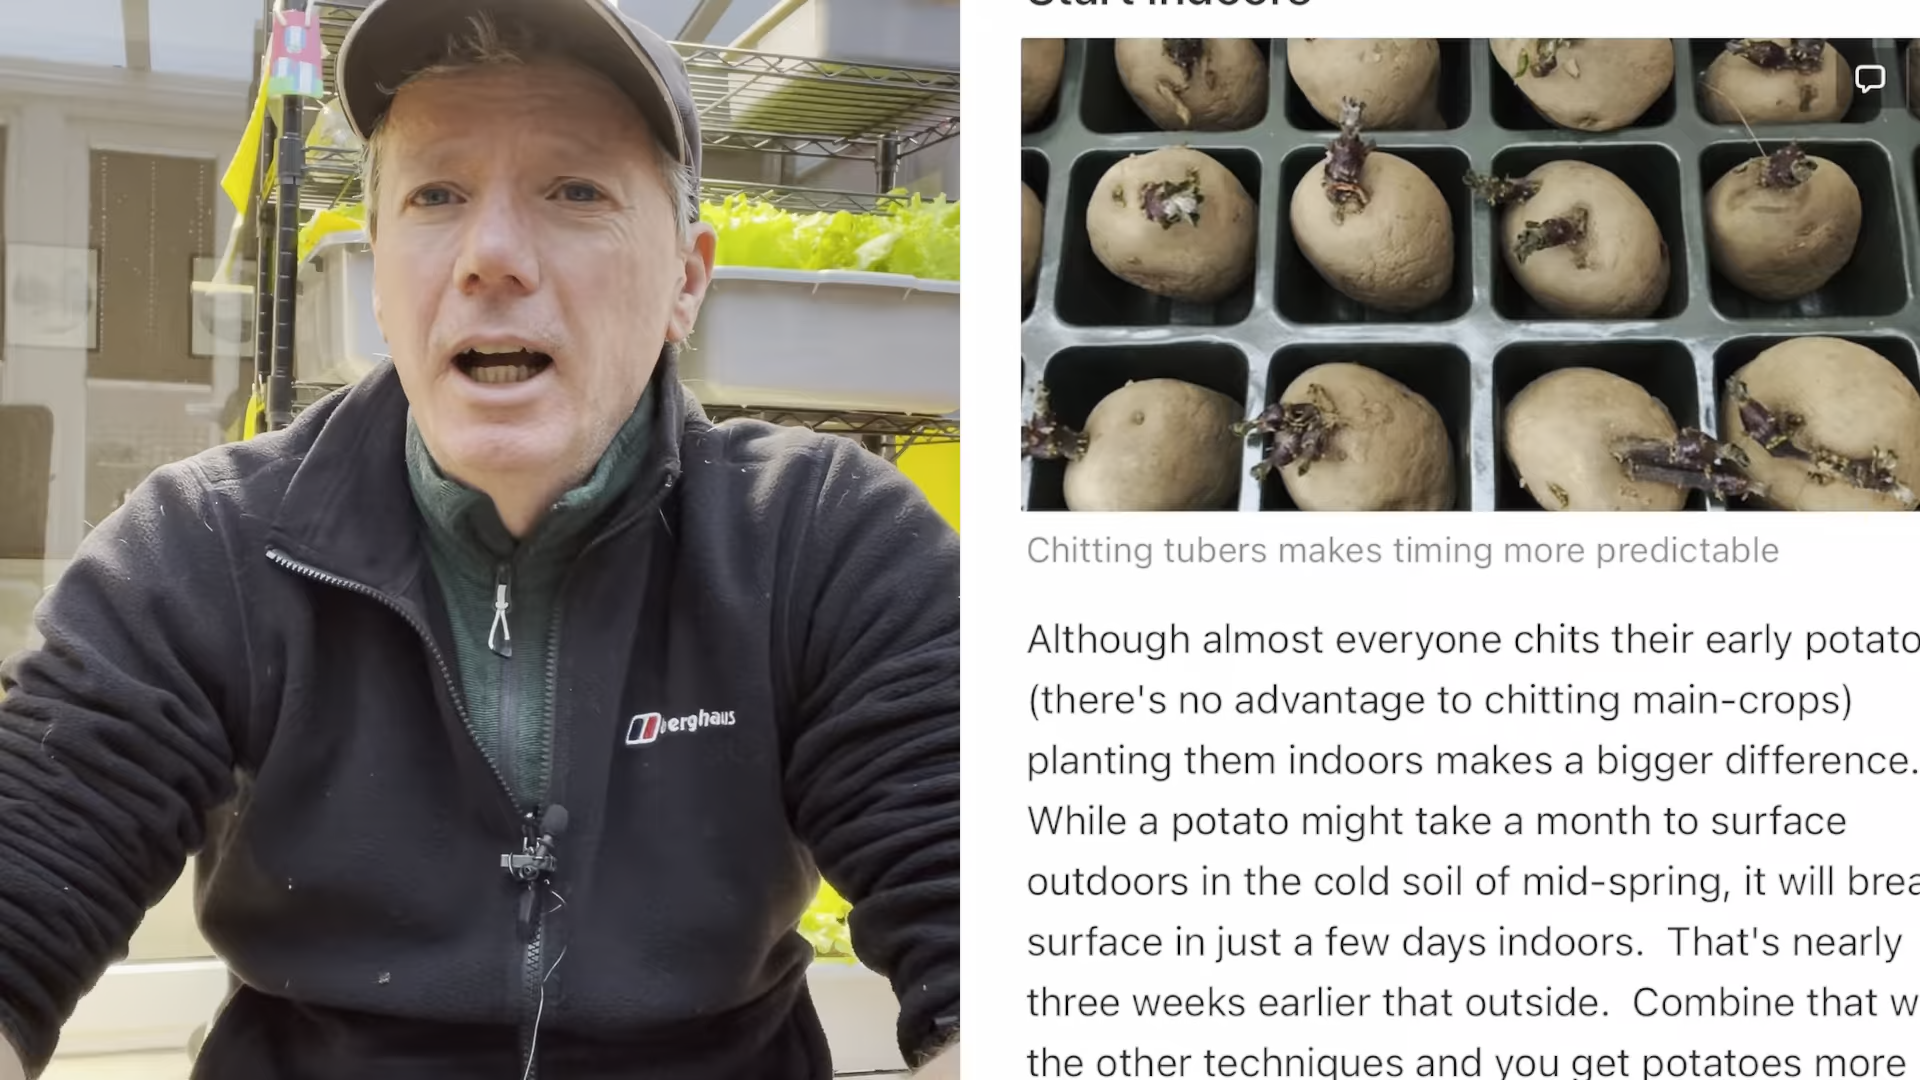 Start Indoors
berghaus
Chitting tubers makes timing more predictable
Although almost everyone chits their early potato
(there's no advantage to chitting main-crops)
planting them indoors makes a bigger difference.
While a potato might take a month to surface
outdoors in the cold soil of mid-spring, it will brea
surface in just a few days indoors. That's nearly
three weeks earlier that outside. Combine that w
the other techniques and you get potatoes more